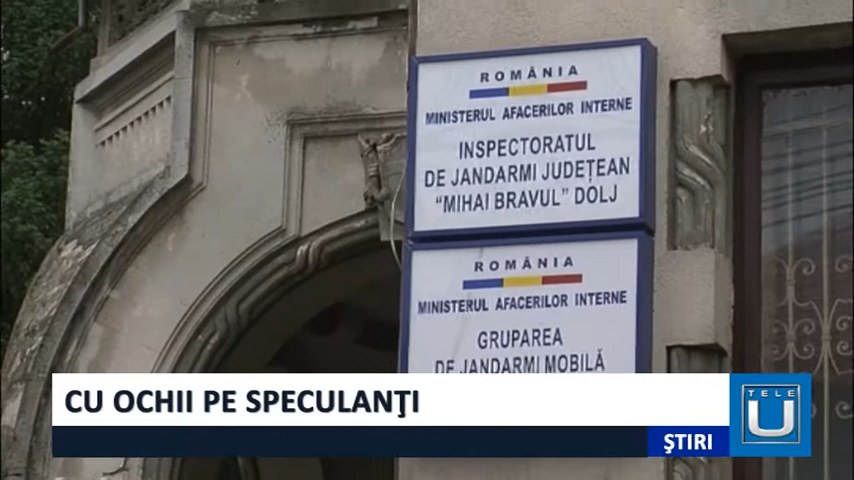 ROMÂNIA
MINISTERUL AFACERILOR INTERNE
INSPECTORATUL
DE JANDARMI JUDEȚEAN
"MIHAI BRAVUL" DOLJ
ROMÂNIA
MINISTERUL AFACERILOR INTERNE
GRUPAREA
DE JANDARMI MOBILĂ
CU OCHII PE SPECULANŢI
ŞTIRI
TELE
U